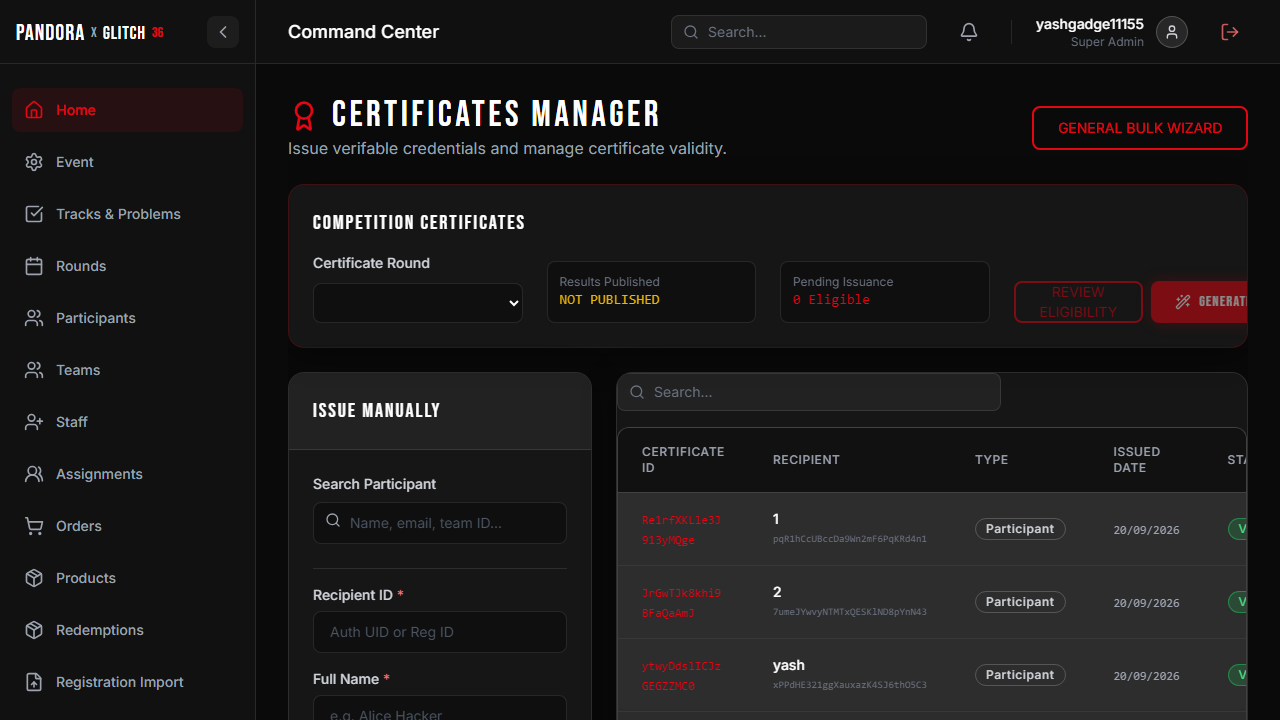 PANDORA X GLITCH 36
Command Center
Search...
yashgadge11155
Super Admin
Home
Event
Tracks & Problems
Rounds
Participants
Teams
Staff
Assignments
Orders
Products
Redemptions
Registration Import
CERTIFICATES MANAGER
Issue verifable credentials and manage certificate validity.
GENERAL BULK WIZARD
COMPETITION CERTIFICATES
Certificate Round
Results Published
NOT PUBLISHED
Pending Issuance
0 Eligible
REVIEW
ELIGIBILITY
ISSUE MANUALLY
Search Participant
Name, email, team ID...
Recipient ID *
Auth UID or Reg ID
Full Name *
e.g. Alice Hacker
Search...
CERTIFICATE
ID
RECIPIENT
TYPE
ISSUED
DATE
1
Participant
20/09/2026
2
Participant
20/09/2026
yash
Participant
20/09/2026